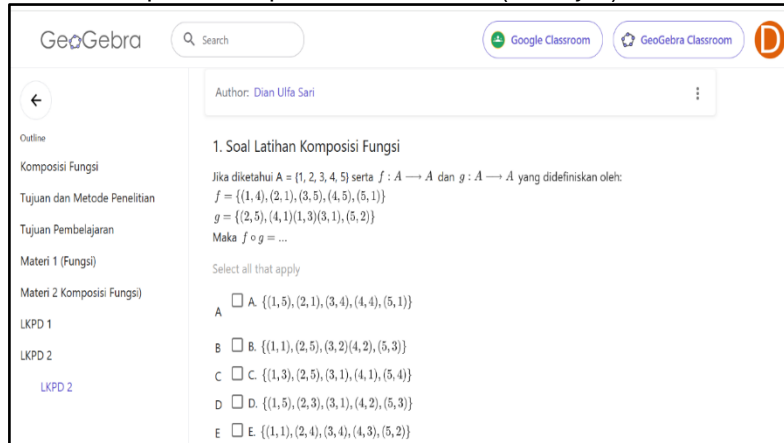 GeoGebra
Search
Google Classroom
GeoGebra Classroom
D
Outline
Komposisi Fungsi
Tujuan dan Metode Penelitian
Tujuan Pembelajaran
Materi 1 (Fungsi)
Materi 2 Komposisi Fungsi)
LKPD 1
LKPD 2
LKPD 2
Author: Dian Ulfa Sari
1. Soal Latihan Komposisi Fungsi
Jika diketahui A = {1, 2, 3, 4, 5} serta f : A ⟶ A dan g : A ⟶ A yang didefiniskan oleh:
f = {(1, 4), (2, 1), (3, 5), (4, 5), (5, 1)}
g = {(2, 5), (4, 1)(1, 3)(3, 1), (5, 2)}
Maka f ∘ g = ...
Select all that apply
A A. {(1, 5), (2, 1), (3, 4), (4, 4), (5, 1)}
B B. {(1, 1), (2, 5), (3, 2)(4, 2), (5, 3)}
C C. {(1, 3), (2, 5), (3, 1), (4, 1), (5, 4)}
D D. {(1, 5), (2, 3), (3, 1), (4, 2), (5, 3)}
E E. {(1, 1), (2, 4), (3, 4), (4, 3), (5, 2)}